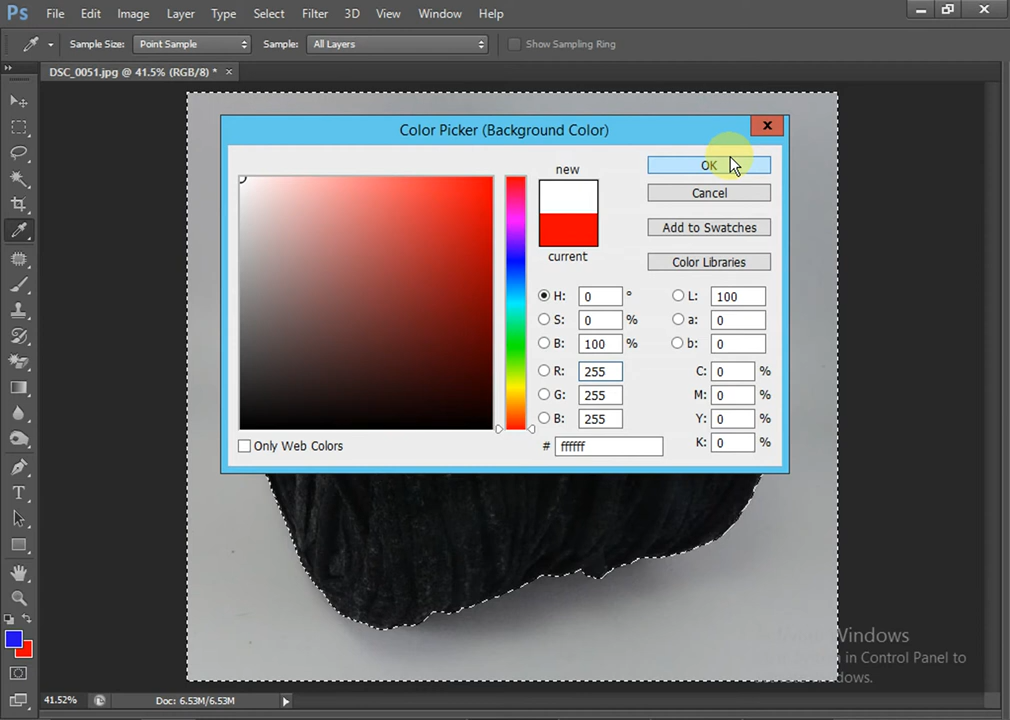 Ps File Edit Image Layer Type Select Filter 3D View Window Help
Sample Size: Point Sample Sample: All Layers Show Sampling Ring
DSC_0051.jpg @ 41.5% (RGB/8) * ×
Color Picker (Background Color)
new
OK
Cancel
Add to Swatches
current
Color Libraries
H: 0 ° L: 100
S: 0 % a: 0
B: 100 % b: 0
R: 255 C: 0 %
G: 255 M: 0 %
B: 255 Y: 0 %
# ffffff K: 0 %
Only Web Colors
T
Windows
in Control Panel to
dows.
41.52% Doc: 6.53M/6.53M